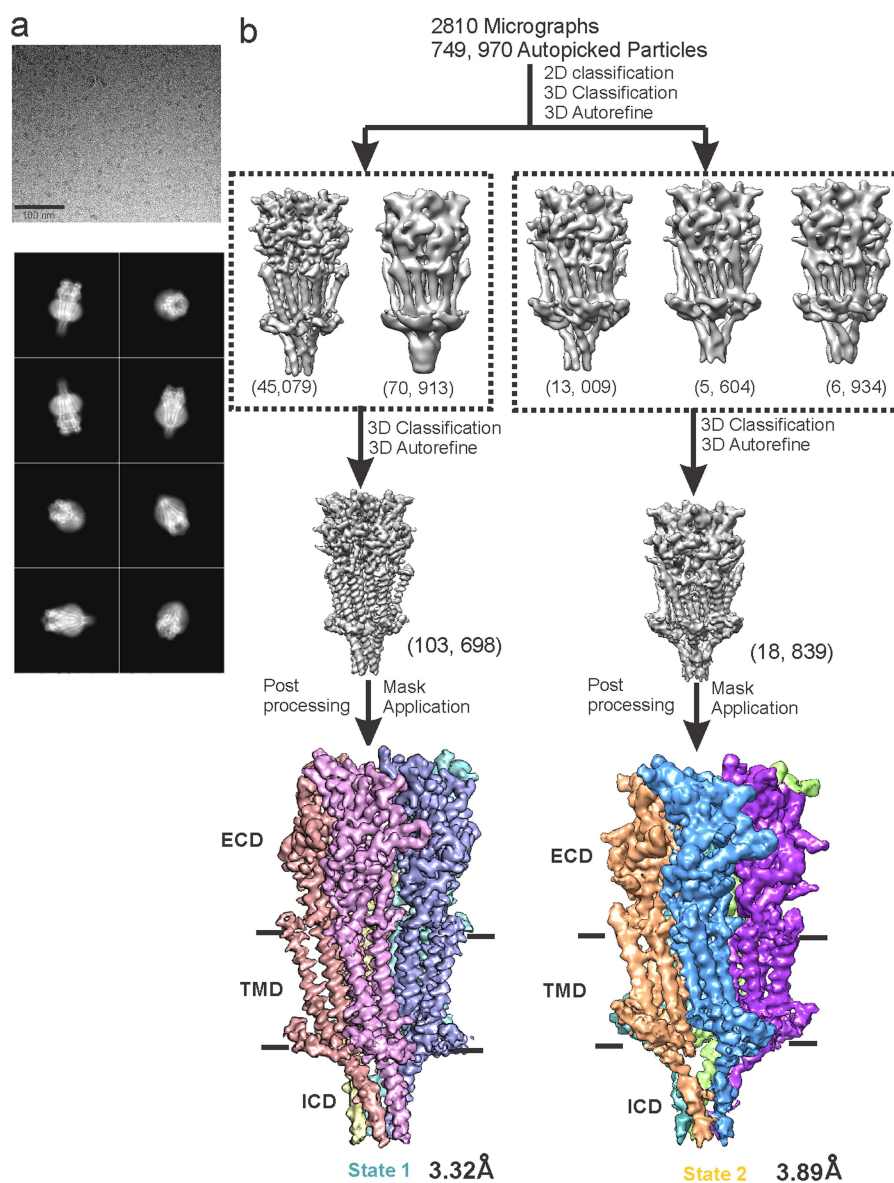 a
b
100 nm
2810 Micrographs
749, 970 Autopicked Particles
2D classification
3D Classification
3D Autorefine
(45,079)
(70, 913)
(13, 009)
(5, 604)
(6, 934)
3D Classification
3D Autorefine
3D Classification
3D Autorefine
(103, 698)
(18, 839)
Post
processing
Mask
Application
Post
processing
Mask
Application
ECD
TMD
ICD
ECD
TMD
ICD
State 1 3.32Å
State 2 3.89Å